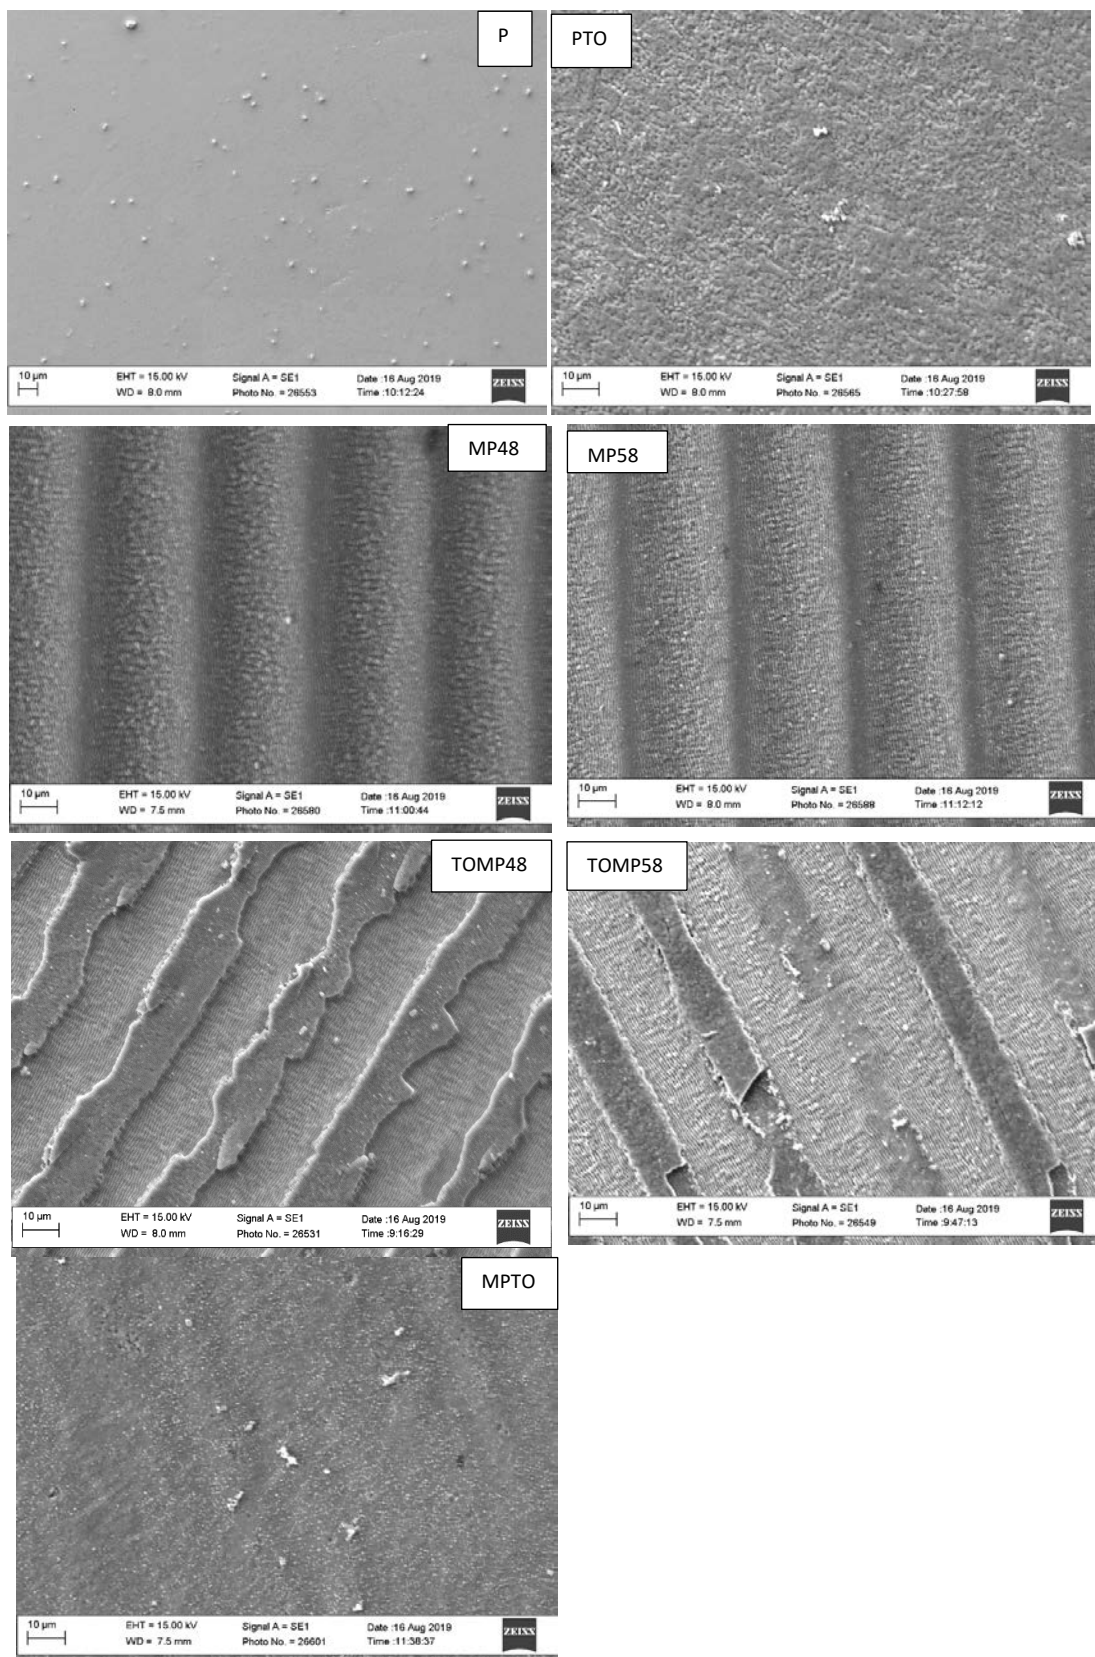 P
PTO
10 µm
EHT = 15.00 kV
Signal A = SE1
Date :16 Aug 2019
WD = 8.0 mm
Photo No. = 26553
Time :10:12:24
ZEISS
10 µm
EHT = 15.00 kV
Signal A = SE1
Date :16 Aug 2019
WD = 8.0 mm
Photo No. = 26565
Time :10:27:58
ZEISS
MP48
MP58
10 µm
EHT = 15.00 kV
Signal A = SE1
Date :16 Aug 2019
WD = 7.5 mm
Photo No. = 26580
Time :11:00:44
ZEISS
10 µm
EHT = 15.00 kV
Signal A = SE1
Date :16 Aug 2019
WD = 8.0 mm
Photo No. = 26588
Time :11:12:12
ZEISS
TOMP48
TOMP58
10 µm
EHT = 15.00 kV
Signal A = SE1
Date :16 Aug 2019
WD = 8.0 mm
Photo No. = 26531
Time :9:16:29
ZEISS
10 µm
EHT = 15.00 kV
Signal A = SE1
Date :16 Aug 2019
WD = 7.5 mm
Photo No. = 26549
Time :9:47:13
ZEISS
MPTO
10 µm
EHT = 15.00 kV
Signal A = SE1
Date :16 Aug 2019
WD = 7.5 mm
Photo No. = 26601
Time :11:38:37
ZEISS